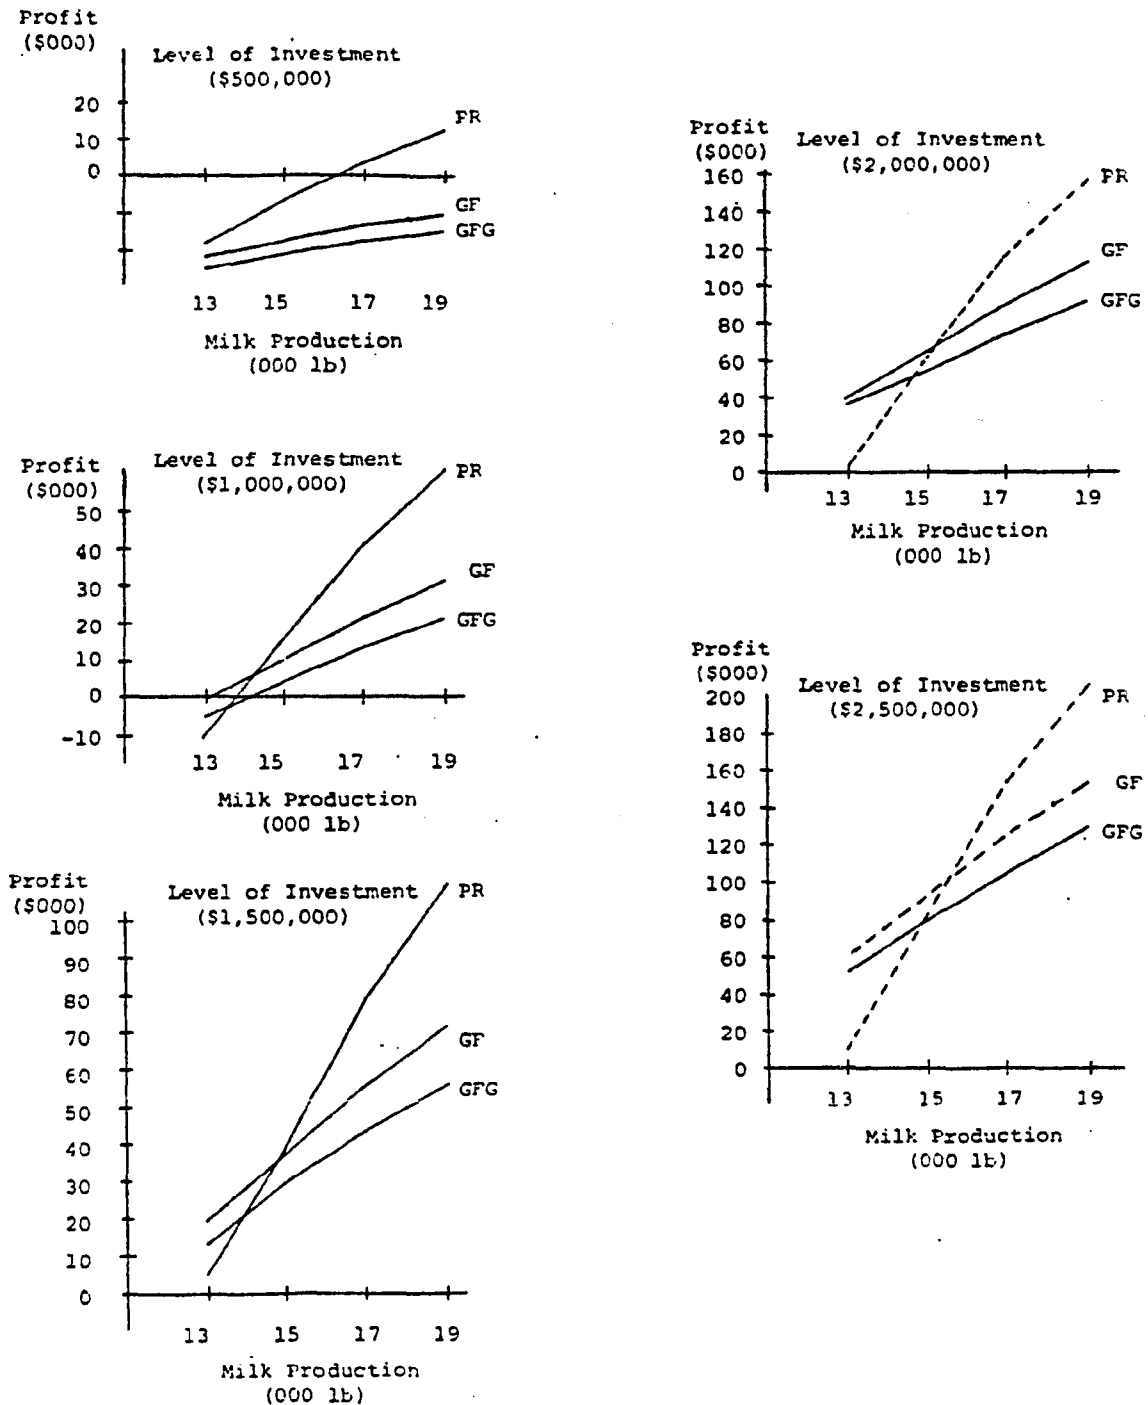 Profit
($000)
Level of Investment
($500,000)
20
10
0
PR
GF
GFG
13 15 17 19
Milk Production
(000 lb)
Profit
($000)
Level of Investment
($1,000,000)
50
40
30
20
10
0
-10
PR
GF
GFG
13 15 17 19
Milk Production
(000 lb)
Profit
($000)
Level of Investment
($1,500,000)
100
90
80
70
60
50
40
30
20
10
0
PR
GF
GFG
13 15 17 19
Milk Production
(000 lb)
Profit
($000)
Level of Investment
($2,000,000)
160
140
120
100
80
60
40
20
0
PR
GF
GFG
13 15 17 19
Milk Production
(000 lb)
Profit
($000)
Level of Investment
($2,500,000)
200
180
160
140
120
100
80
60
40
20
0
PR
GF
GFG
13 15 17 19
Milk Production
(000 lb)